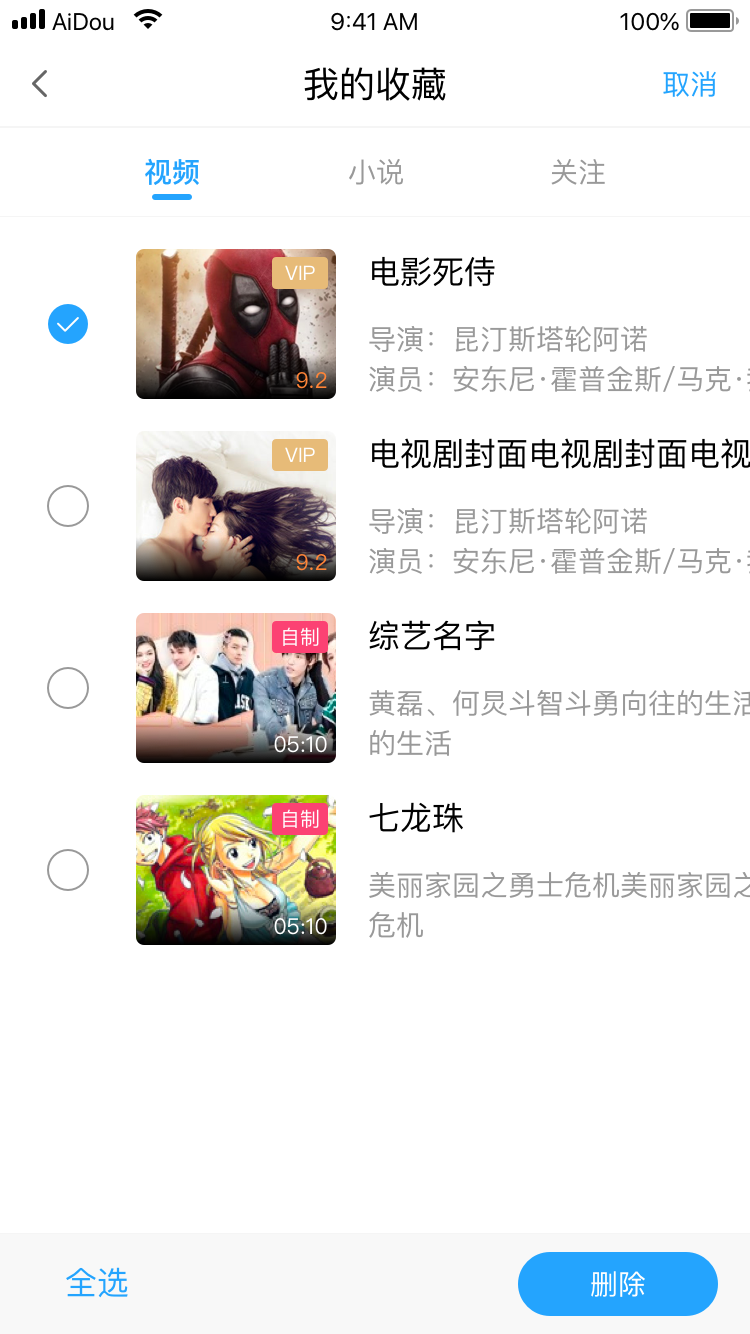 AiDou 9:41 AM 100%
我的收藏 取消
视频 小说 关注
VIP
9.2
电影死侍
导演：昆汀斯塔轮阿诺
演员：安东尼·霍普金斯/马克·
VIP
9.2
电视剧封面电视剧封面电视
导演：昆汀斯塔轮阿诺
演员：安东尼·霍普金斯/马克·
自制
05:10
综艺名字
黄磊、何炅斗智斗勇向往的生活
的生活
自制
05:10
七龙珠
美丽家园之勇士危机美丽家园之
危机
全选 删除